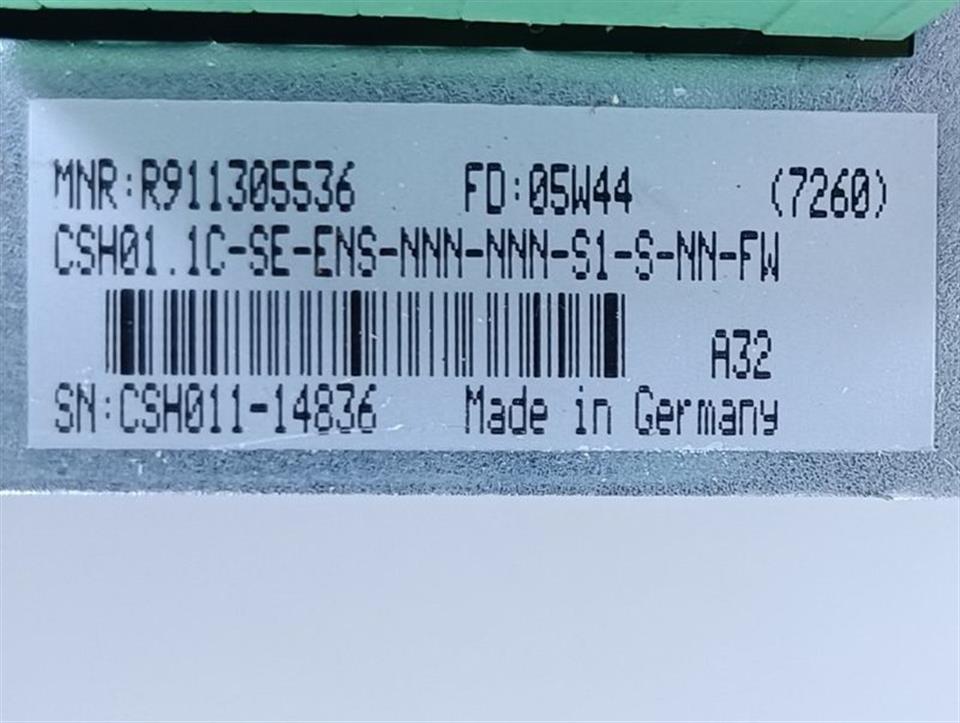 MNR:R911305536 FD:05W44 (7260)
CSH01.1C-SE-ENS-NNN-NNN-S1-S-NN-FW
A32
SN:CSH011-14836 Made in Germany